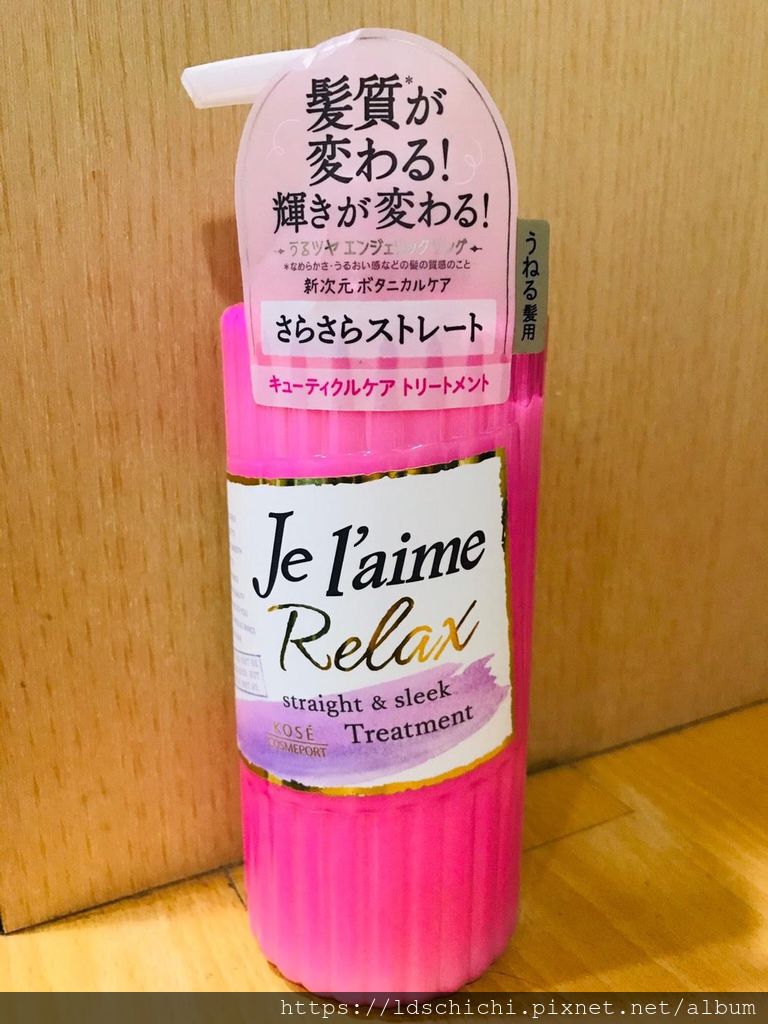 髪質*が
変わる!
輝きが変わる!
うるツヤ エンジェリックリング
*なめらかさ・うるおい感などの髪の質感のこと
新次元ボタニカルケア
さらさらストレート
キューティクルケア トリートメント
うねる髪用
Je l'aime
Relax
straight & sleek
Treatment
KOSÉ
COSMEPORT
https://ldschichi.pixnet.net/album